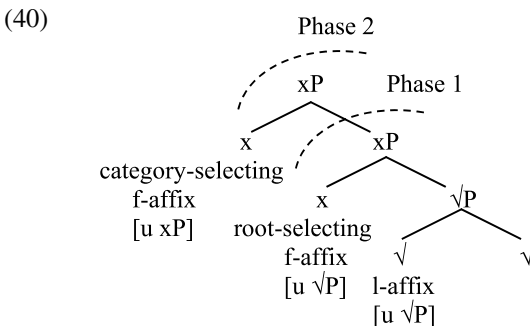 (40)
Phase 2
Phase 1
xP
x xP
category-selecting
f-affix
[u xP]
x √P
root-selecting
f-affix
[u √P]
√ √
l-affix
[u √P]